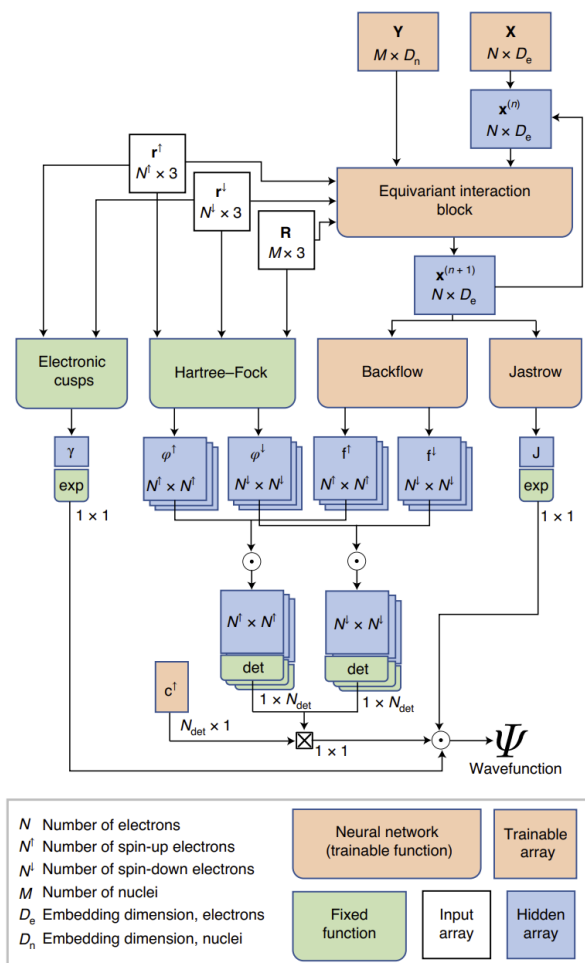 Y
M × Dₙ
X
N × Dₑ
x⁽ⁿ⁾
N × Dₑ
r↑
N↑ × 3
r↓
N↓ × 3
R
M × 3
Equivariant interaction
block
x⁽ⁿ ⁺ ¹⁾
N × Dₑ
Electronic
cusps
Hartree–Fock
Backflow
Jastrow
γ
exp
1 × 1
φ↑
N↑ × N↑
φ↓
N↓ × N↓
f↑
N↑ × N↑
f↓
N↓ × N↓
J
exp
1 × 1
N↑ × N↑
det
1 × N_det
N↓ × N↓
det
1 × N_det
c↑
N_det × 1
1 × 1
Ψ
Wavefunction
N Number of electrons
N↑ Number of spin-up electrons
N↓ Number of spin-down electrons
M Number of nuclei
Dₑ Embedding dimension, electrons
Dₙ Embedding dimension, nuclei
Neural network
(trainable function)
Trainable
array
Fixed
function
Input
array
Hidden
array